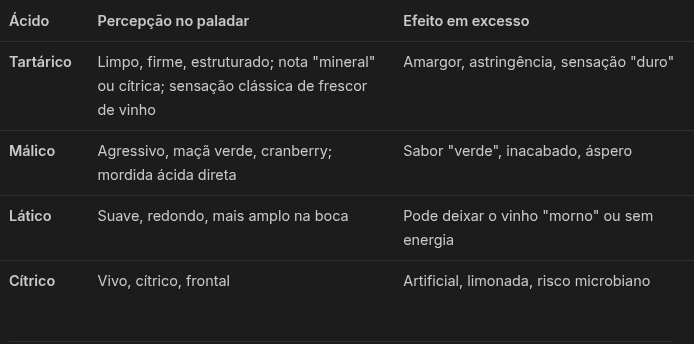 Ácido Percepção no paladar Efeito em excesso
Tartárico Limpo, firme, estruturado; nota "mineral" Amargor, astringência, sensação "duro"
ou cítrica; sensação clássica de frescor
de vinho
Málico Agressivo, maçã verde, cranberry; Sabor "verde", inacabado, áspero
mordida ácida direta
Lático Suave, redondo, mais amplo na boca Pode deixar o vinho "morno" ou sem
energia
Cítrico Vivo, cítrico, frontal Artificial, limonada, risco microbiano